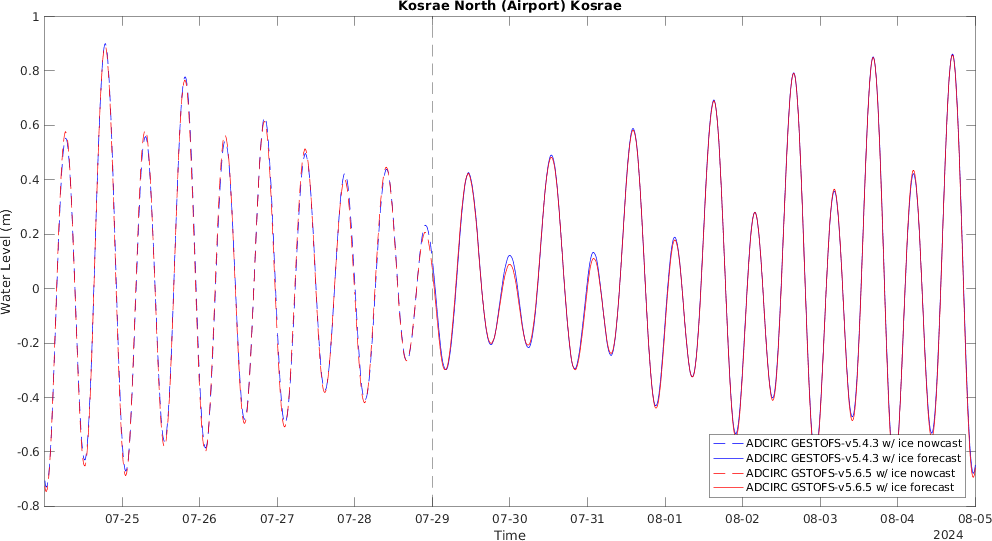 Kosrae North (Airport) Kosrae
1
0.8
0.6
0.4
0.2
0
-0.2
-0.4
-0.6
-0.8
Water Level (m)
ADCIRC GESTOFS-v5.4.3 w/ ice nowcast
ADCIRC GESTOFS-v5.4.3 w/ ice forecast
ADCIRC GSTOFS-v5.6.5 w/ ice nowcast
ADCIRC GSTOFS-v5.6.5 w/ ice forecast
07-25 07-26 07-27 07-28 07-29 07-30 07-31 08-01 08-02 08-03 08-04 08-05
Time
2024